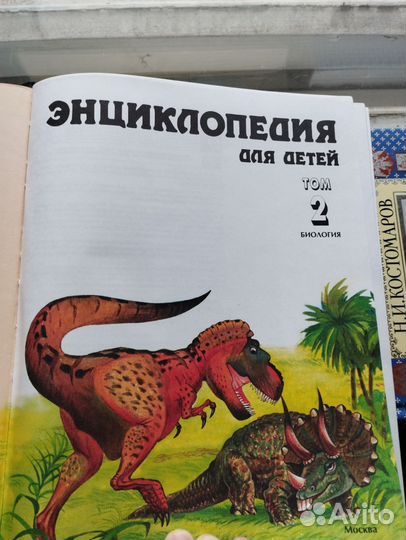 ЭНЦИКЛОПЕДИЯ
ДЛЯ ДЕТЕЙ
ТОМ
2
БИОЛОГИЯ
Н.И.КОСТОМАРОВ
Москва
Avito